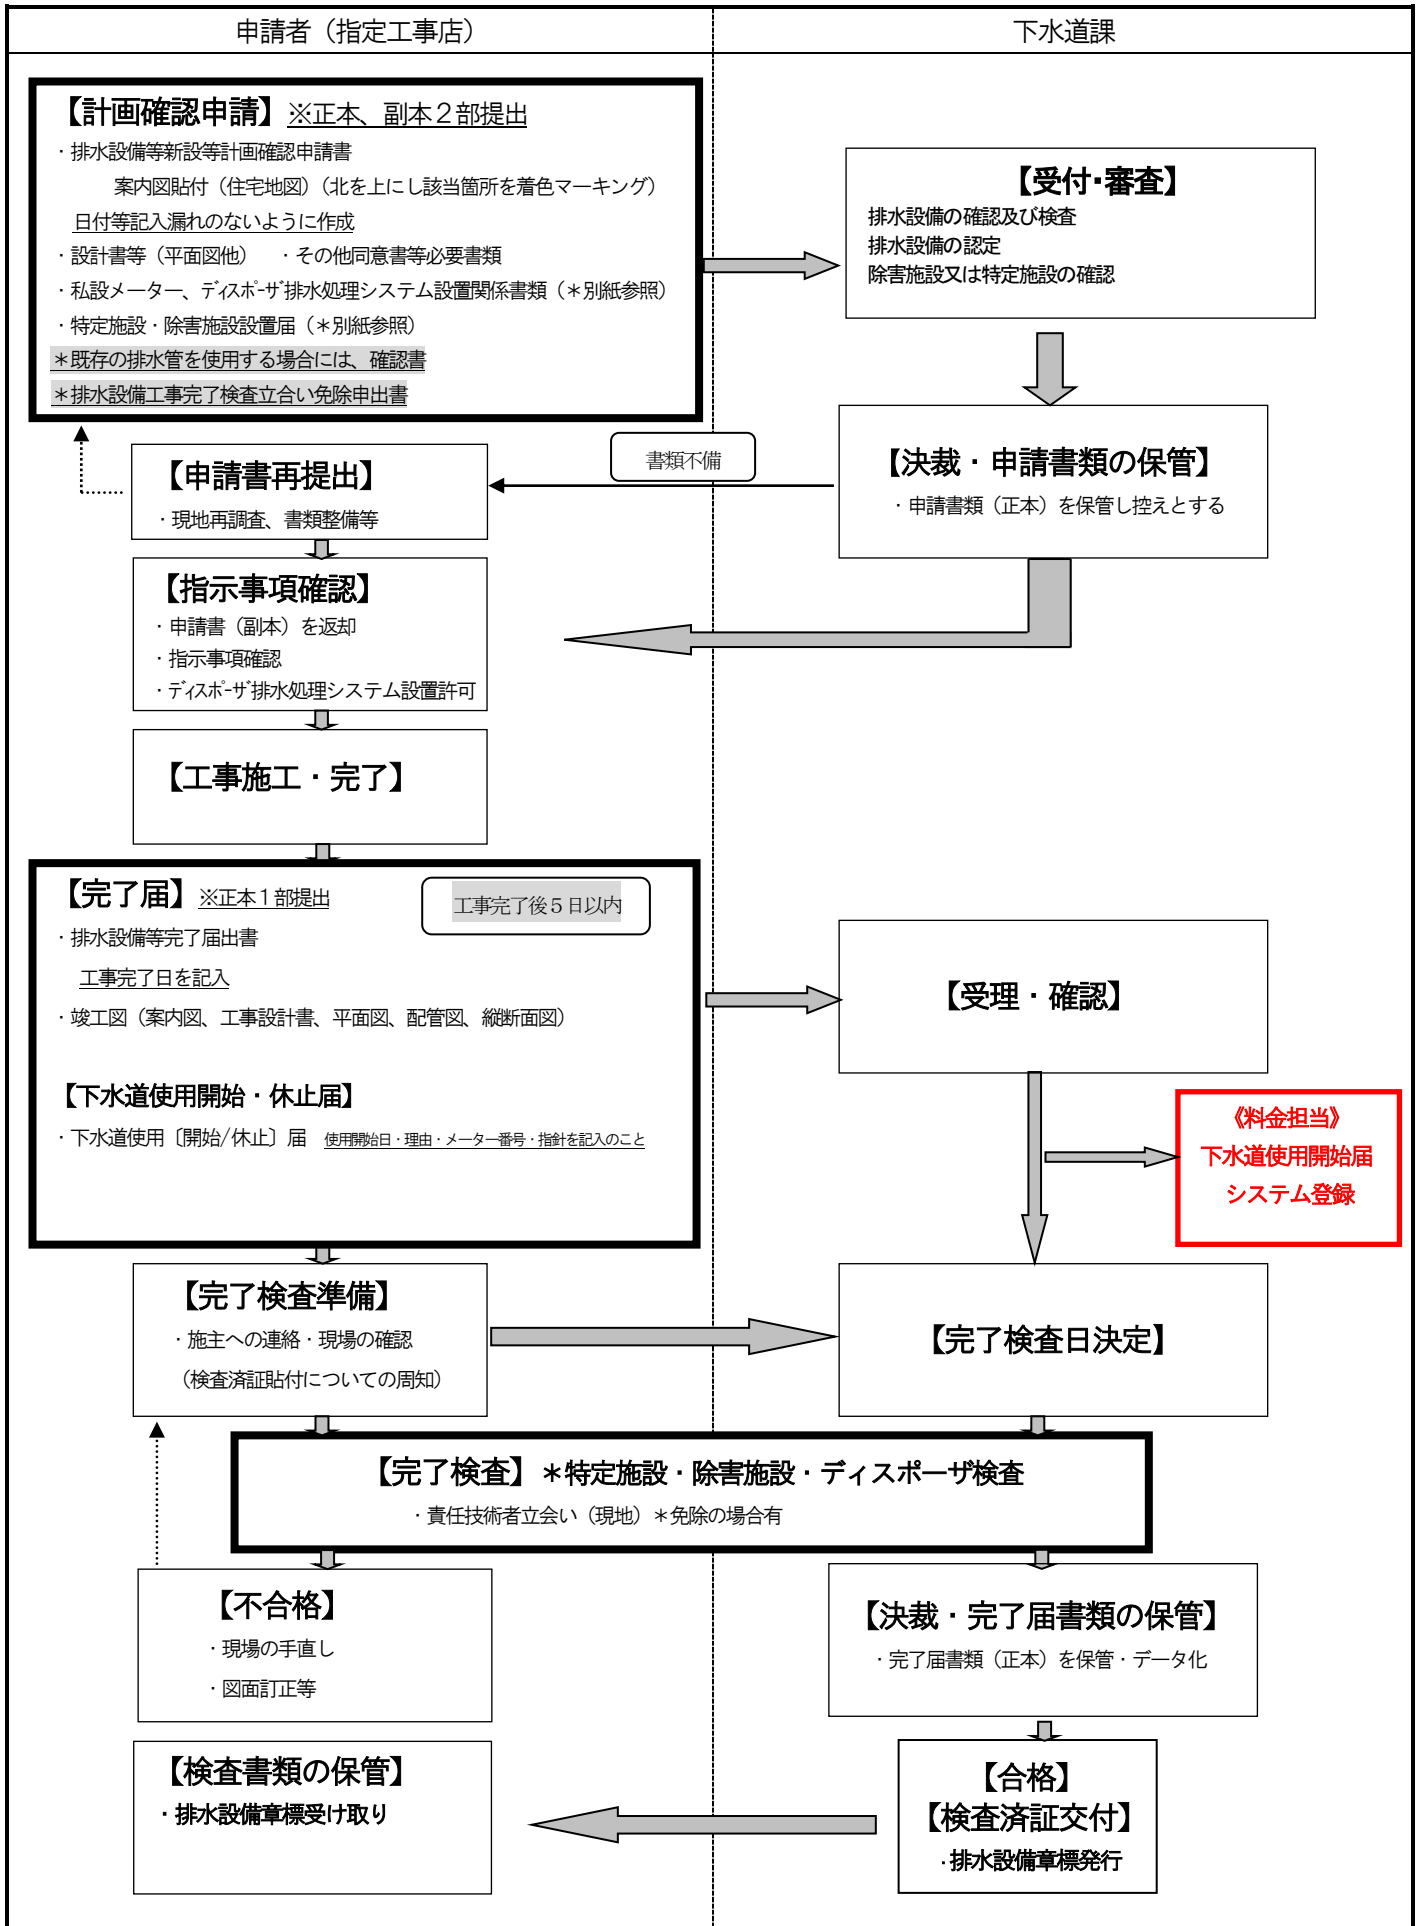 申請者（指定工事店）
下水道課
【計画確認申請】※正本、副本２部提出
・排水設備等新設等計画確認申請書
案内図貼付（住宅地図）（北を上にし該当箇所を着色マーキング）
日付等記入漏れのないように作成
・設計書等（平面図他）　・その他同意書等必要書類
・私設メーター、ﾃﾞｨｽﾎﾟｰｻﾞ排水処理システム設置関係書類（＊別紙参照）
・特定施設・除害施設設置届（＊別紙参照）
＊既存の排水管を使用する場合には、確認書
＊排水設備工事完了検査立合い免除申出書
【受付・審査】
排水設備の確認及び検査
排水設備の認定
除害施設又は特定施設の確認
【決裁・申請書類の保管】
・申請書類（正本）を保管し控えとする
書類不備
【申請書再提出】
・現地再調査、書類整備等
【指示事項確認】
・申請書（副本）を返却
・指示事項確認
・ﾃﾞｨｽﾎﾟｰｻﾞ排水処理システム設置許可
【工事施工・完了】
【完了届】※正本１部提出
工事完了後５日以内
・排水設備等完了届出書
工事完了日を記入
・竣工図（案内図、工事設計書、平面図、配管図、縦断面図）
【下水道使用開始・休止届】
・下水道使用〔開始/休止〕届　使用開始日・理由・メーター番号・指針を記入のこと
【受理・確認】
《料金担当》
下水道使用開始届
システム登録
【完了検査準備】
・施主への連絡・現場の確認
（検査済証貼付についての周知）
【完了検査日決定】
【完了検査】＊特定施設・除害施設・ディスポーザ検査
・責任技術者立会い（現地）＊免除の場合有
【不合格】
・現場の手直し
・図面訂正等
【決裁・完了届書類の保管】
・完了届書類（正本）を保管・データ化
【検査書類の保管】
・排水設備章標受け取り
【合格】
【検査済証交付】
・排水設備章標発行